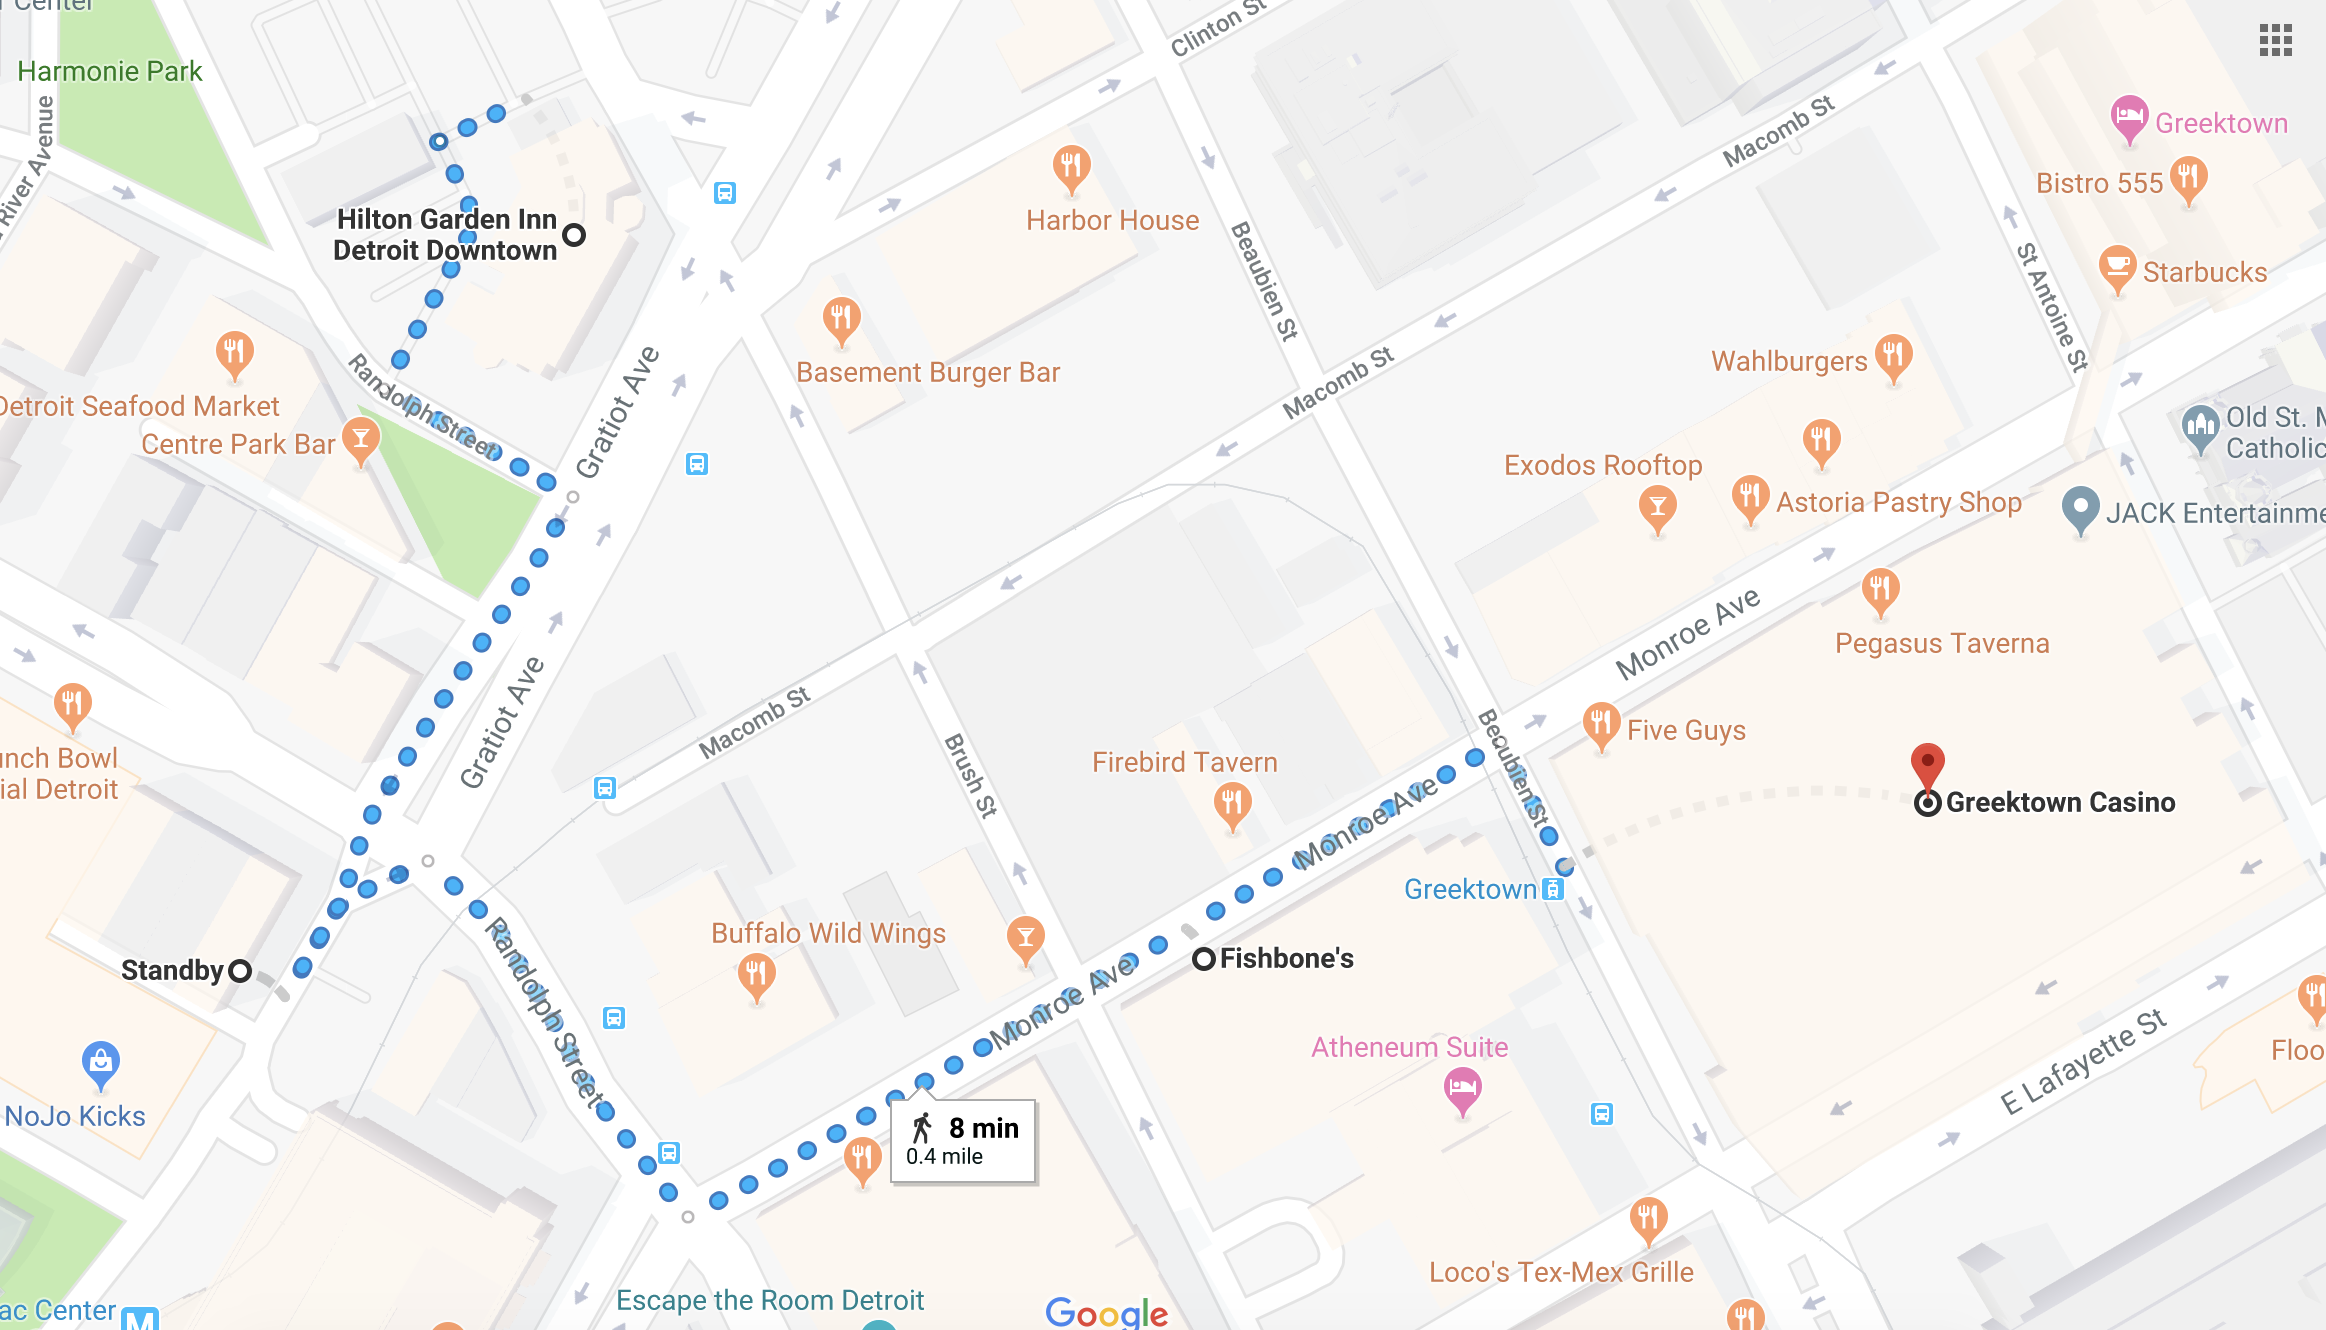 Center
Clinton St
Harmonie Park
River Avenue
Macomb St
Greektown
Bistro 555
Harbor House
Hilton Garden Inn
Detroit Downtown
Beaubien St
St Antoine St
Starbucks
Basement Burger Bar
Gratiot Ave
Macomb St
Wahlburgers
Randolph Street
Detroit Seafood Market
Centre Park Bar
Old St. M
Catholic
Exodos Rooftop
Astoria Pastry Shop
JACK Entertainme
Monroe Ave
Pegasus Taverna
Gratiot Ave
Macomb St
Brush St
Beaubien St
Five Guys
unch Bowl
ial Detroit
Firebird Tavern
Monroe Ave
Greektown Casino
Greektown
Buffalo Wild Wings
Randolph Street
Standby
Fishbone's
Monroe Ave
Atheneum Suite
E Lafayette St
Floo
NoJo Kicks
8 min
0.4 mile
Loco's Tex-Mex Grille
Escape the Room Detroit
ac Center
M
Google